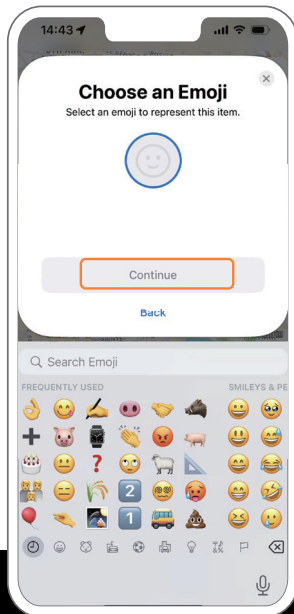 14:43
Choose an Emoji
Select an emoji to represent this item.
Continue
Back
Search Emoji
FREQUENTLY USED SMILEYS & PE